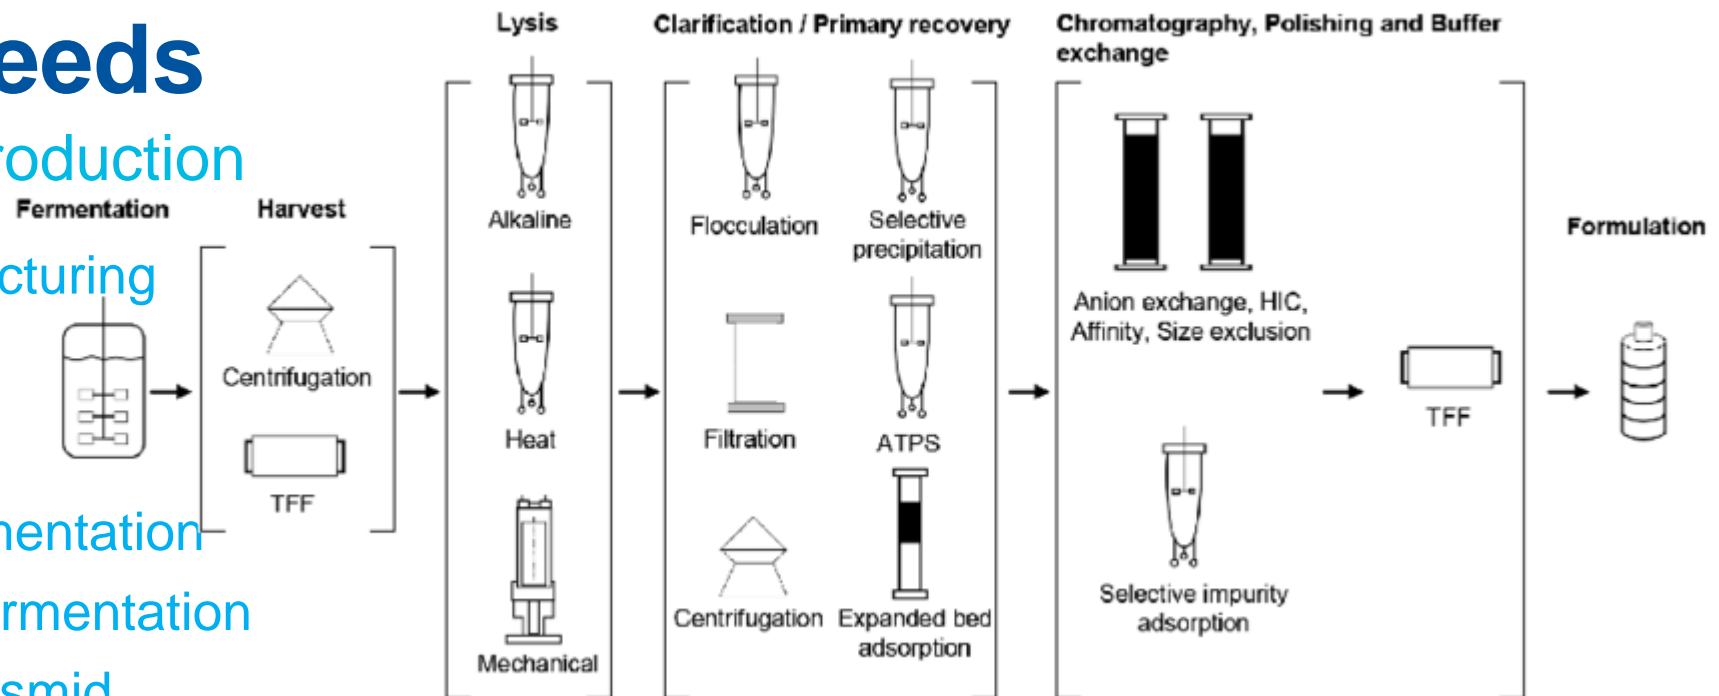 eeds
roduction
cturing
nentation
rmentation
smid
Fermentation
Harvest
Centrifugation
TFF
Lysis
Alkaline
Heat
Mechanical
Clarification / Primary recovery
Flocculation
Selective
precipitation
Filtration
ATPS
Centrifugation
Expanded bed
adsorption
Chromatography, Polishing and Buffer
exchange
Anion exchange, HIC,
Affinity, Size exclusion
Selective impurity
adsorption
TFF
Formulation